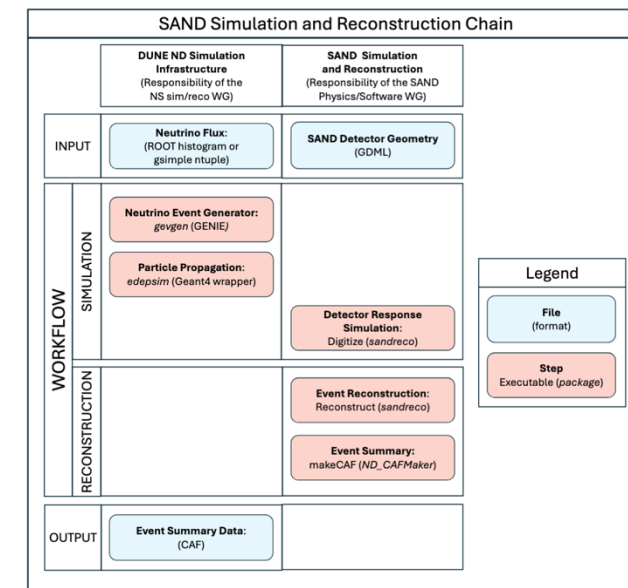 SAND Simulation and Reconstruction Chain
DUNE ND Simulation
Infrastructure
(Responsibility of the
NS sim/reco WG)
SAND Simulation
and Reconstruction
(Responsibility of the SAND
Physics/Software WG)
INPUT
Neutrino Flux:
(ROOT histogram or
gsimple ntuple)
SAND Detector Geometry
(GDML)
WORKFLOW
SIMULATION
Neutrino Event Generator:
gevgen (GENIE)
Particle Propagation:
edepsim (Geant4 wrapper)
Detector Response
Simulation:
Digitize (sandreco)
RECONSTRUCTION
Event Reconstruction:
Reconstruct (sandreco)
Event Summary:
makeCAF (ND_CAFMaker)
OUTPUT
Event Summary Data:
(CAF)
Legend
File
(format)
Step
Executable (package)